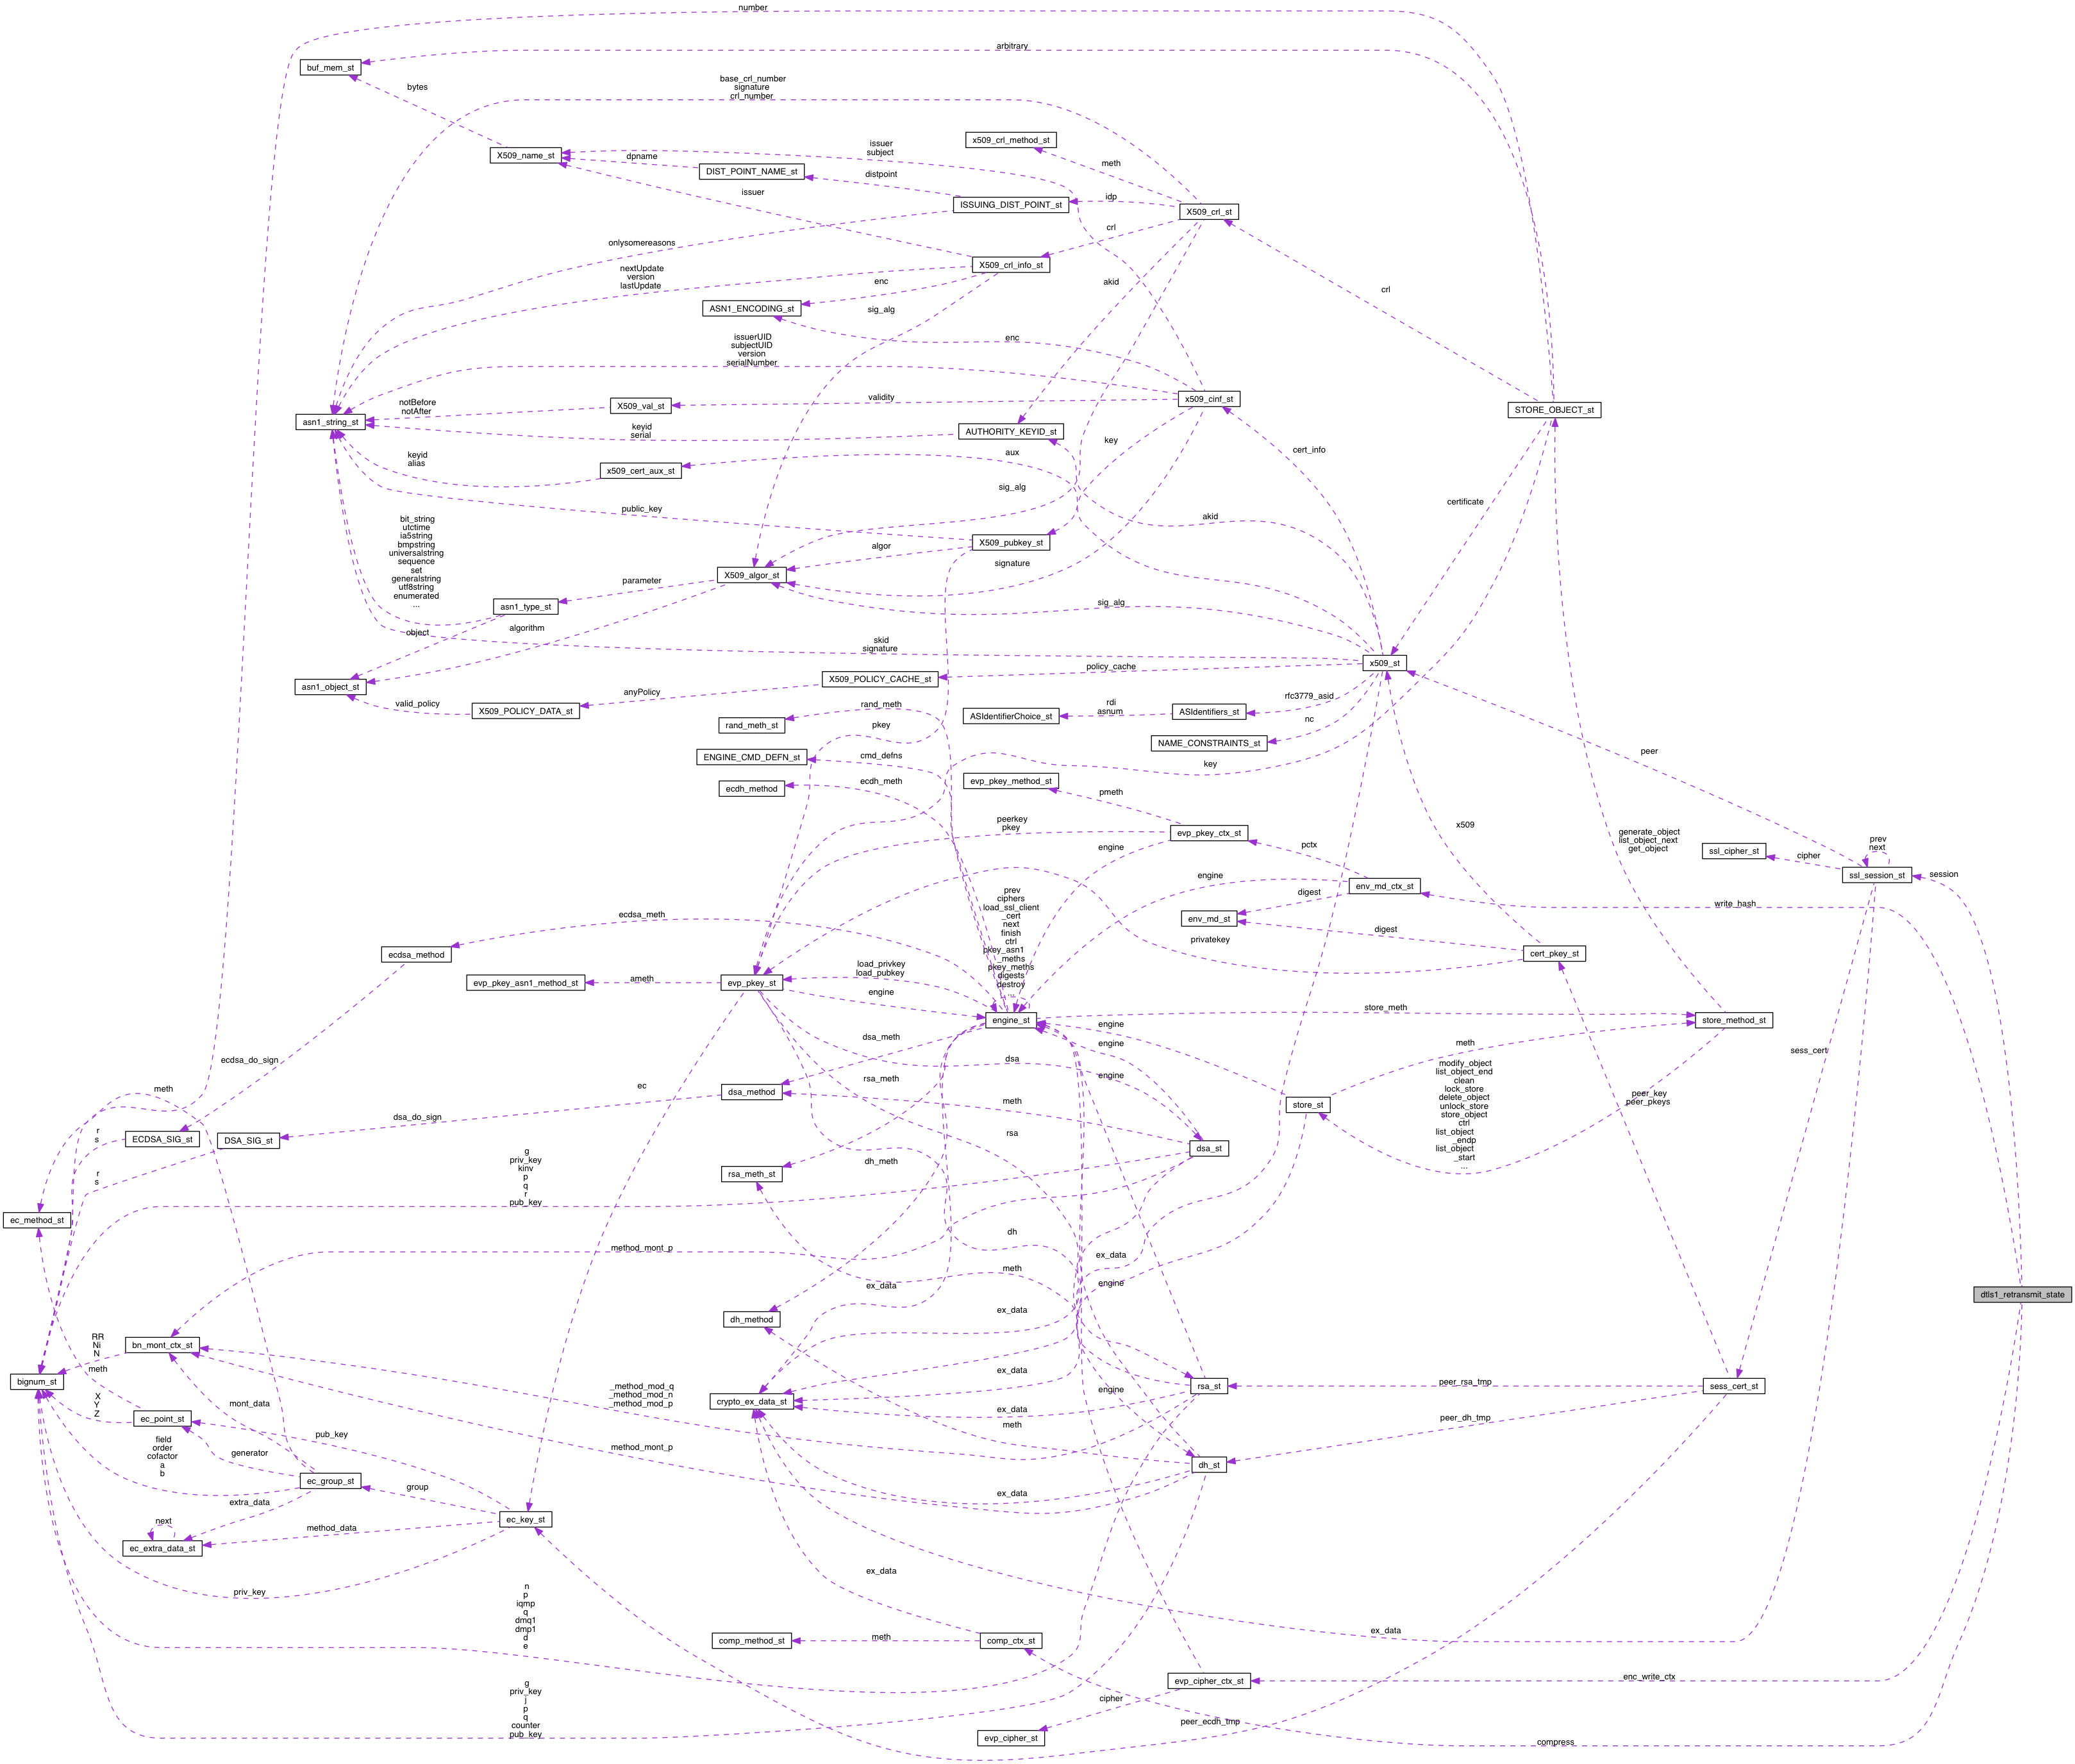 number
arbitrary
buf_mem_st
base_crl_number
signature
crl_number
bytes
x509_crl_method_st
issuer
subject
X509_name_st
dpname
DIST_POINT_NAME_st
distpoint
meth
issuer
ISSUING_DIST_POINT_st
idp
X509_crl_st
onlysomereasons
crl
X509_crl_info_st
nextUpdate
version
lastUpdate
enc
akid
crl
ASN1_ENCODING_st
sig_alg
issuerUID
subjectUID
version
serialNumber
enc
notBefore
notAfter
X509_val_st
validity
x509_cinf_st
STORE_OBJECT_st
asn1_string_st
keyid
serial
AUTHORITY_KEYID_st
key
keyid
alias
x509_cert_aux_st
aux
cert_info
sig_alg
certificate
public_key
akid
bit_string
utctime
ia5string
bmpstring
universalstring
sequence
set
generalstring
utf8string
enumerated
...
X509_pubkey_st
algor
signature
X509_algor_st
parameter
asn1_type_st
sig_alg
object
algorithm
skid
signature
x509_st
policy_cache
asn1_object_st
X509_POLICY_CACHE_st
anyPolicy
valid_policy
X509_POLICY_DATA_st
rfc3779_asid
rdi
asnum
ASIdentifierChoice_st
ASIdentifiers_st
rand_meth
rand_meth_st
pkey
nc
NAME_CONSTRAINTS_st
peer
ENGINE_CMD_DEFN_st
cmd_defns
key
ecdh_meth
ecdh_method
evp_pkey_method_st
pmeth
peerkey
pkey
evp_pkey_ctx_st
x509
generate_object
list_object_next
get_object
engine
pctx
ssl_cipher_st
cipher
prev
next
ssl_session_st
session
engine
env_md_ctx_st
digest
write_hash
prev
ciphers
load_ssl_client
_cert
next
finish
ctrl
pkey_asn1
_meths
pkey_meths
digests
destroy
...
ecdsa_meth
env_md_st
digest
privatekey
ecdsa_method
cert_pkey_st
load_privkey
load_pubkey
evp_pkey_asn1_method_st
ameth
evp_pkey_st
engine
engine_st
store_meth
store_method_st
engine
meth
dsa_meth
engine
sess_cert
ecdsa_do_sign
dsa
engine
rsa_meth
modify_object
list_object_end
clean
lock_store
delete_object
unlock_store
store_object
ctrl
list_object
_endp
list_object
_start
...
peer_key
peer_pkeys
meth
ec
dsa_method
meth
store_st
dsa_do_sign
r
s
ECDSA_SIG_st
DSA_SIG_st
rsa
dsa_st
g
priv_key
kinv
p
q
r
pub_key
dh_meth
rsa_meth_st
r
s
ec_method_st
dh
method_mont_p
ex_data
meth
engine
ex_data
dtls1_retransmit_state
ex_data
dh_method
RR
Ni
N
bn_mont_ctx_st
meth
bignum_st
ex_data
_method_mod_q
_method_mod_n
_method_mod_p
engine
rsa_st
peer_rsa_tmp
sess_cert_st
X
Y
Z
mont_data
crypto_ex_data_st
ex_data
ec_point_st
meth
peer_dh_tmp
pub_key
field
order
cofactor
a
b
generator
method_mont_p
dh_st
ec_group_st
group
ex_data
extra_data
ec_key_st
next
method_data
ec_extra_data_st
ex_data
priv_key
n
p
iqmp
q
dmq1
dmp1
d
e
comp_method_st
meth
comp_ctx_st
ex_data
evp_cipher_ctx_st
enc_write_ctx
g
priv_key
j
p
q
counter
pub_key
cipher
peer_ecdh_tmp
evp_cipher_st
compress